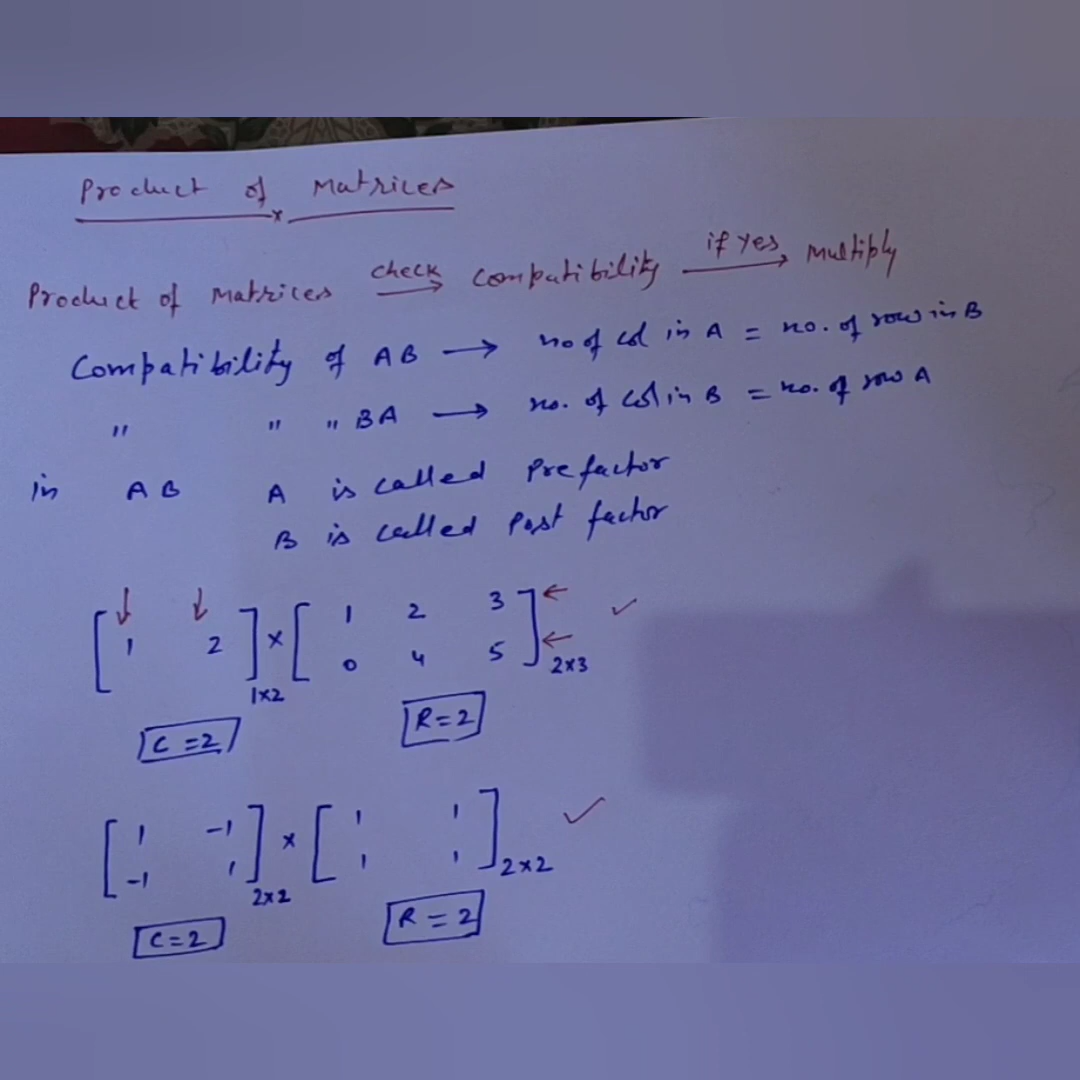 Product of Matrices
Product of Matrices check→ Compatibility if yes→ Multiply
Compatibility of AB → no of col in A = no. of row in B
" " " BA → no. of col in B = no. of row A
in AB A is called Prefactor
B is called Post factor
[ 1 2 ]1×2 × [ 1 2 3
0 4 5 ]2×3 ✓
C = 2 R = 2
[ 1 -1 × [ 1 1
-1 1 ]2×2 1 1 ]2×2 ✓
C = 2 R = 2